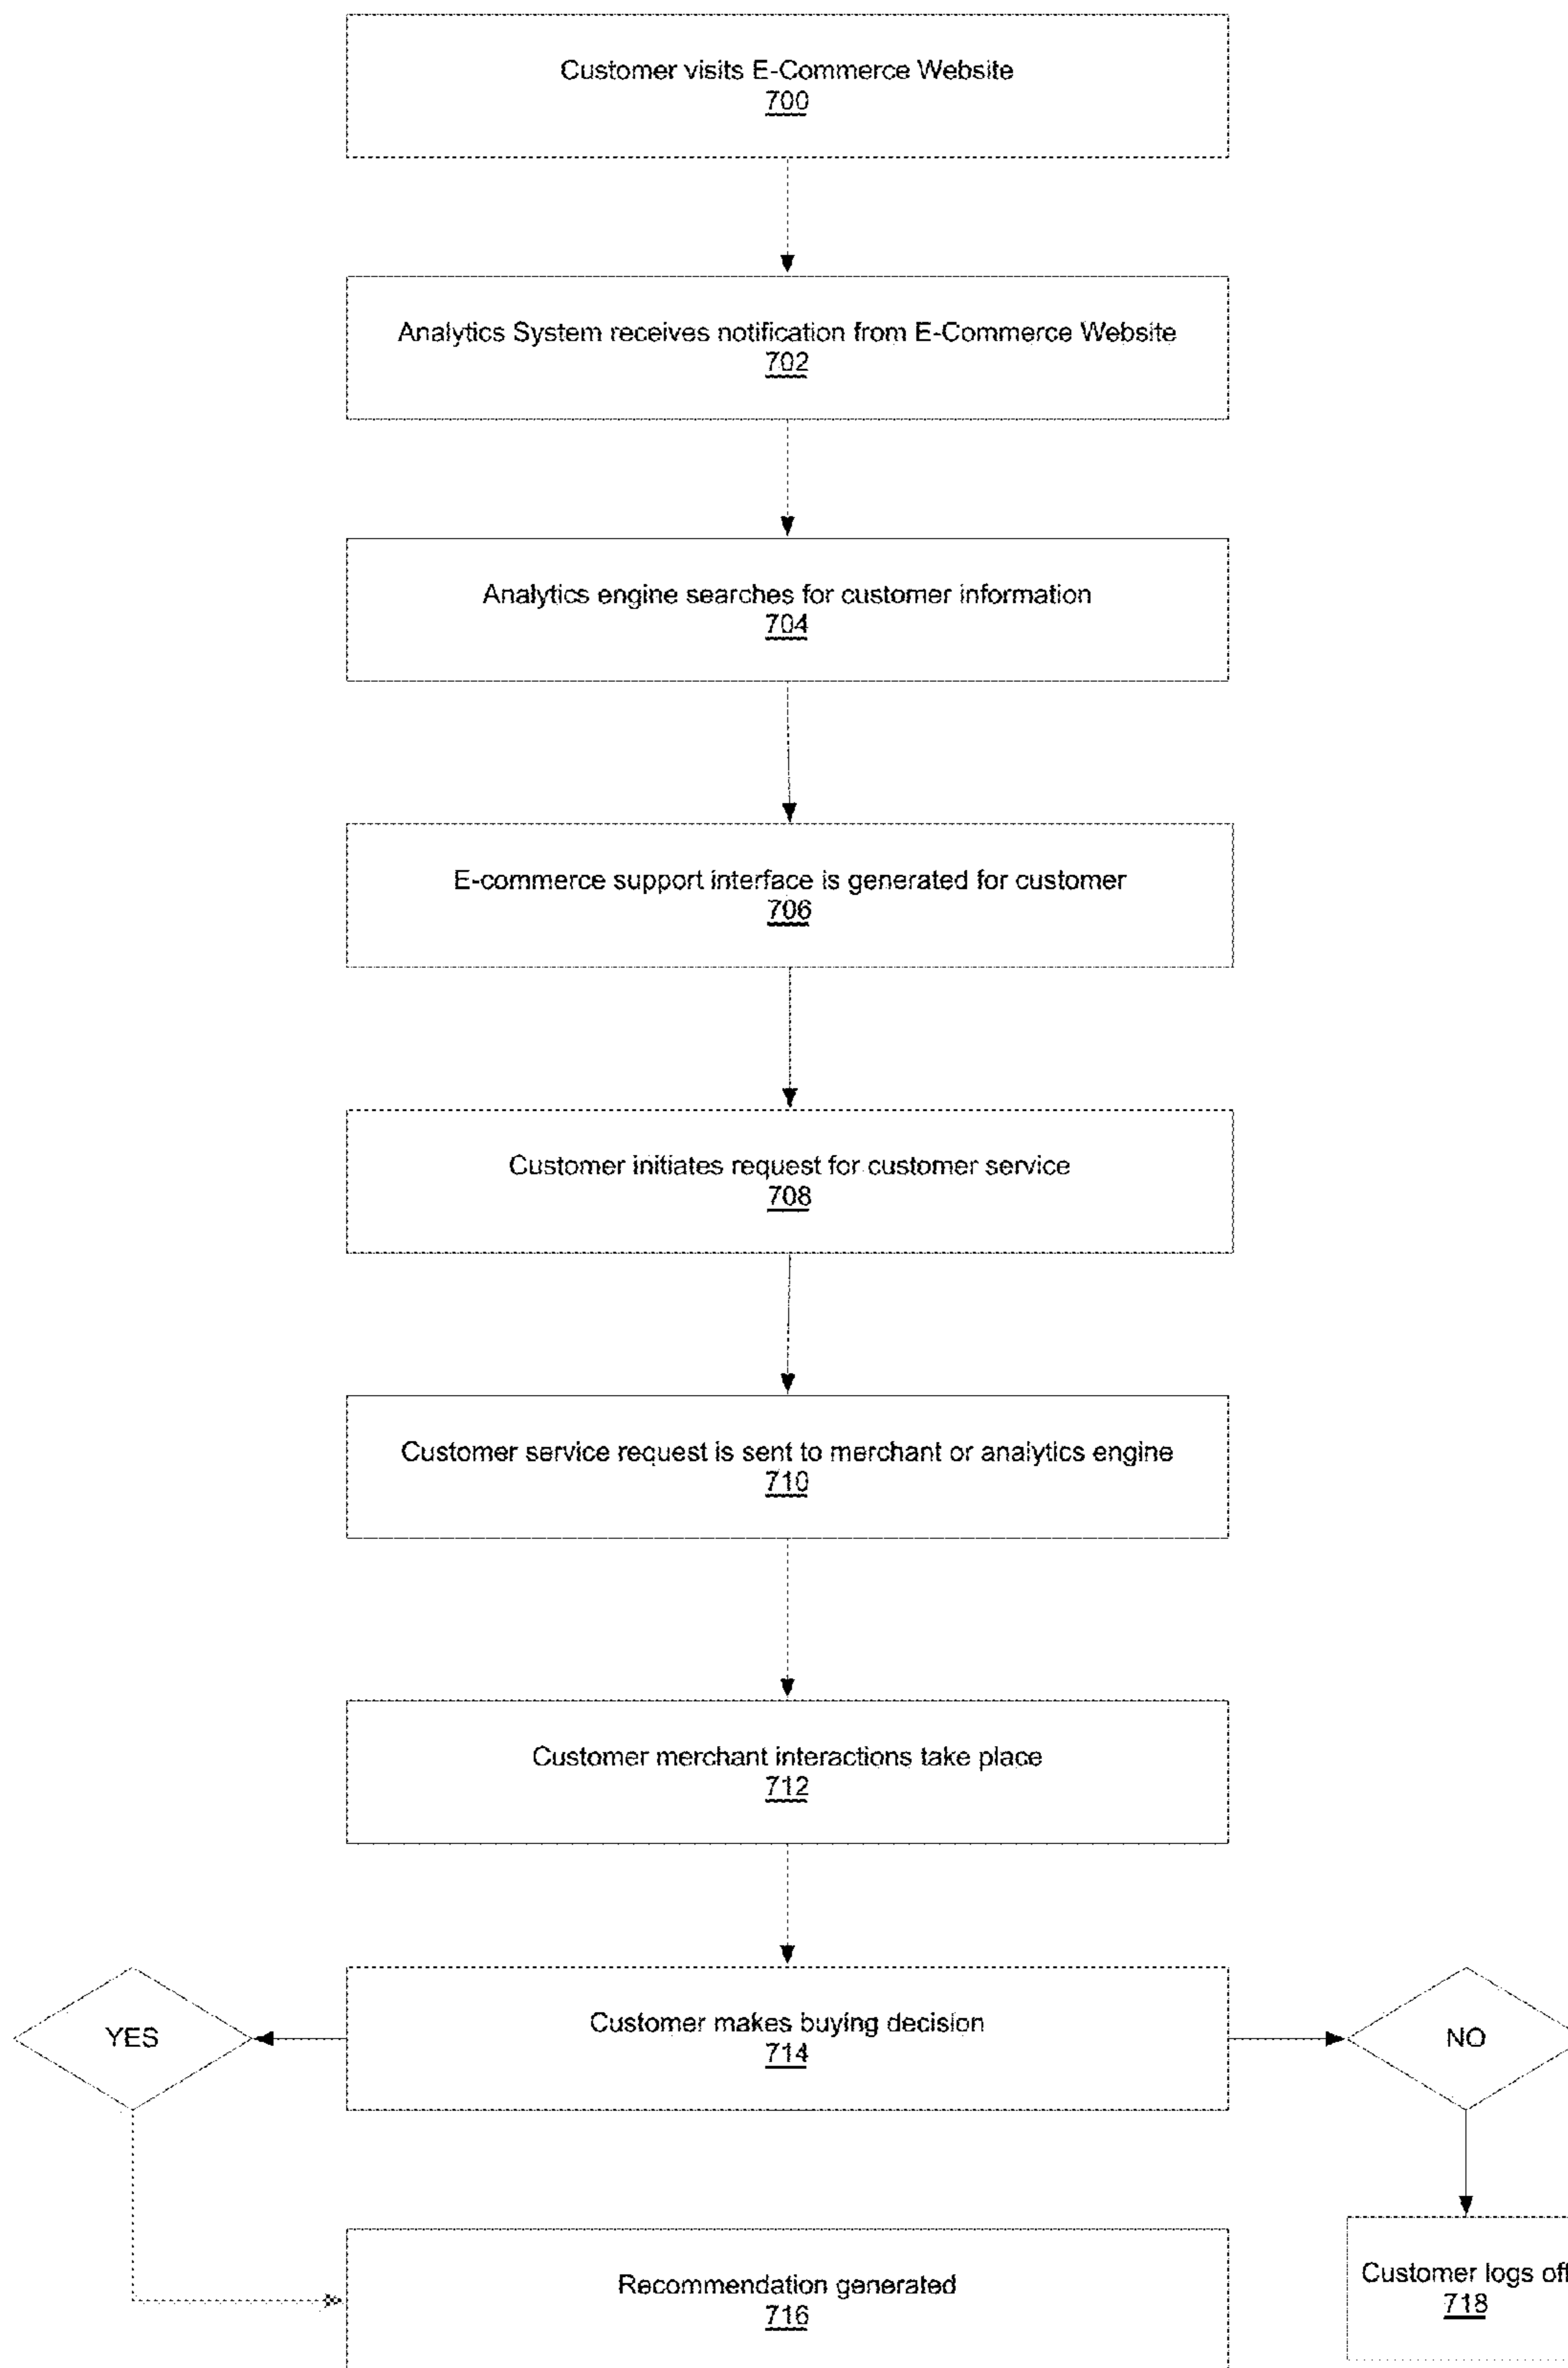 Customer visits E-Commerce Website
700
Analytics System receives notification from E-Commerce Website
702
Analytics engine searches for customer information
704
E-commerce support interface is generated for customer
706
Customer initiates request for customer service
708
Customer service request is sent to merchant or analytics engine
710
Customer merchant interactions take place
712
Customer makes buying decision
714
YES
NO
Recommendation generated
716
Customer logs off
718